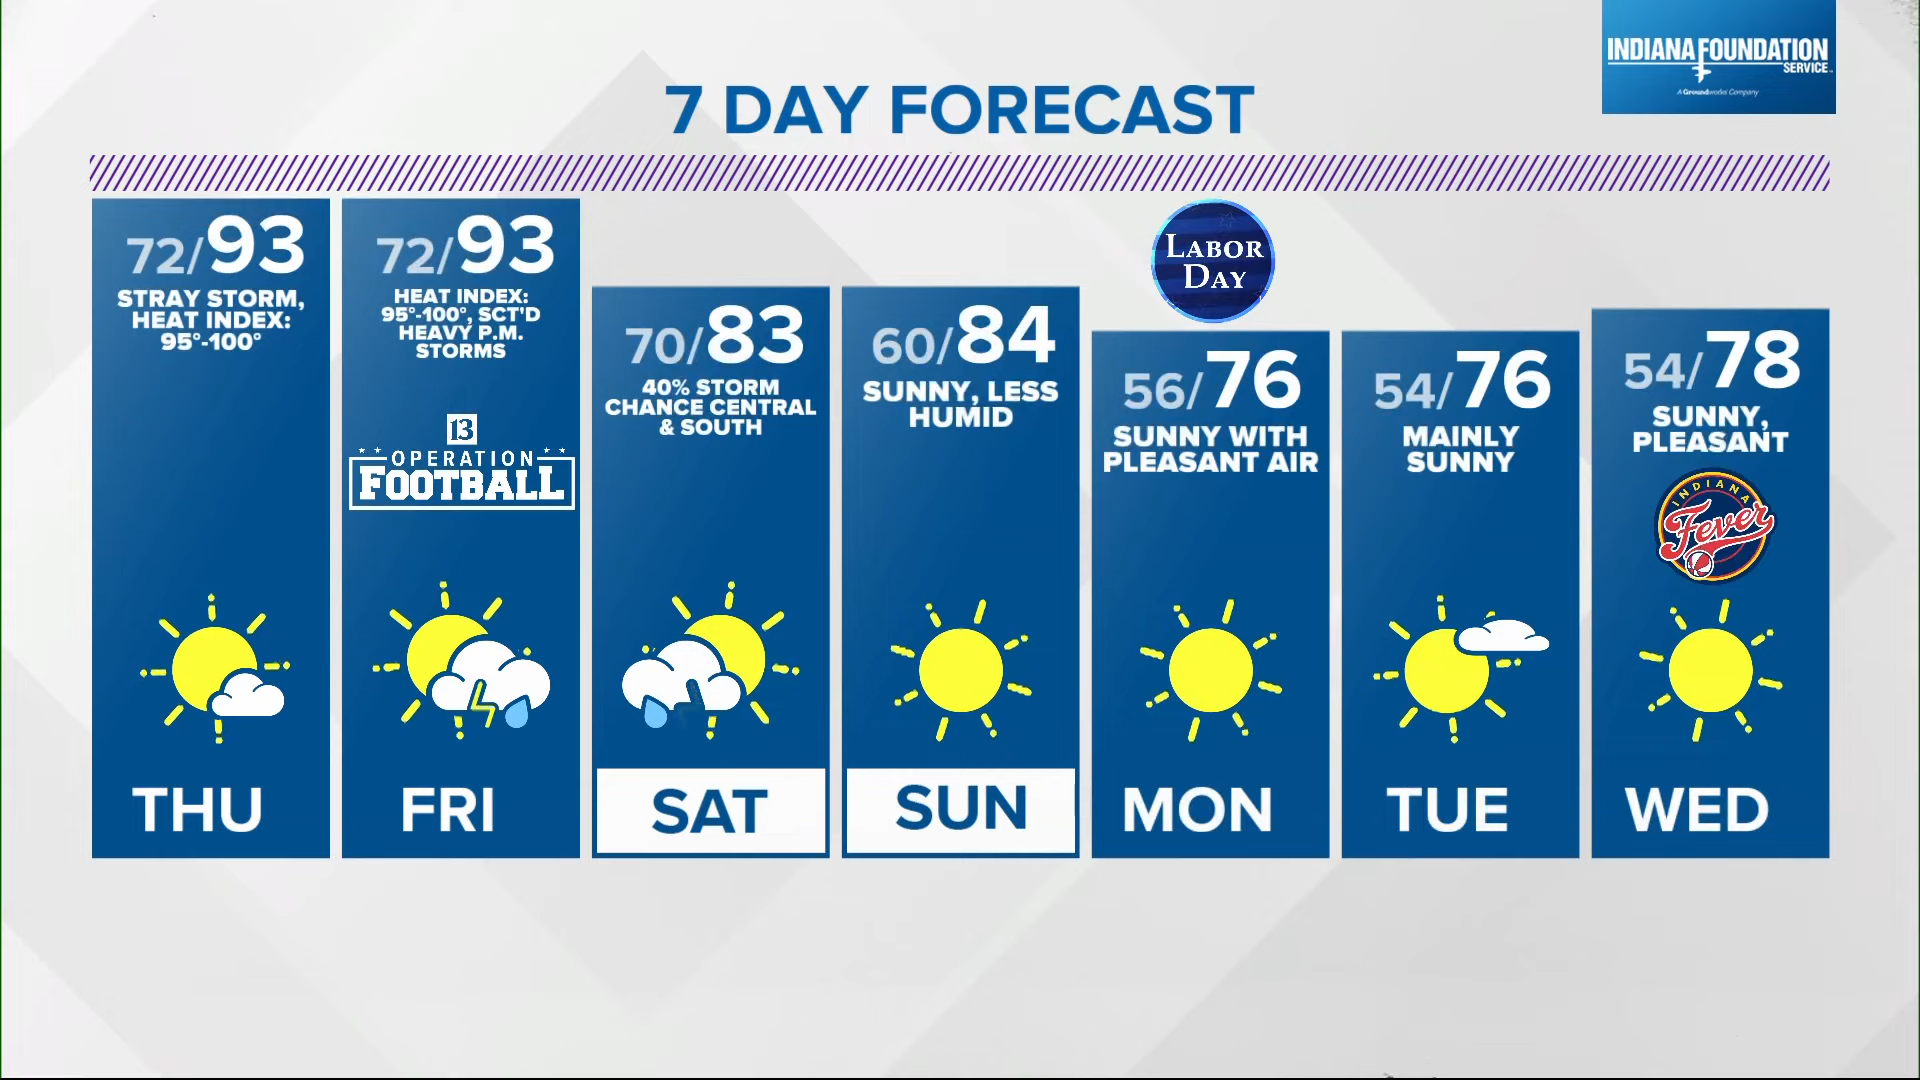 INDIANA FOUNDATION
SERVICE
A Groundworks Company
7 DAY FORECAST
72/93
STRAY STORM,
HEAT INDEX:
95°-100°
THU
72/93
HEAT INDEX:
95°-100°, SCT'D
HEAVY P.M.
STORMS
13
OPERATION
FOOTBALL
FRI
70/83
40% STORM
CHANCE CENTRAL
& SOUTH
SAT
60/84
SUNNY, LESS
HUMID
SUN
LABOR
DAY
56/76
SUNNY WITH
PLEASANT AIR
MON
54/76
MAINLY
SUNNY
TUE
54/78
SUNNY,
PLEASANT
INDIANA
Fever
WED